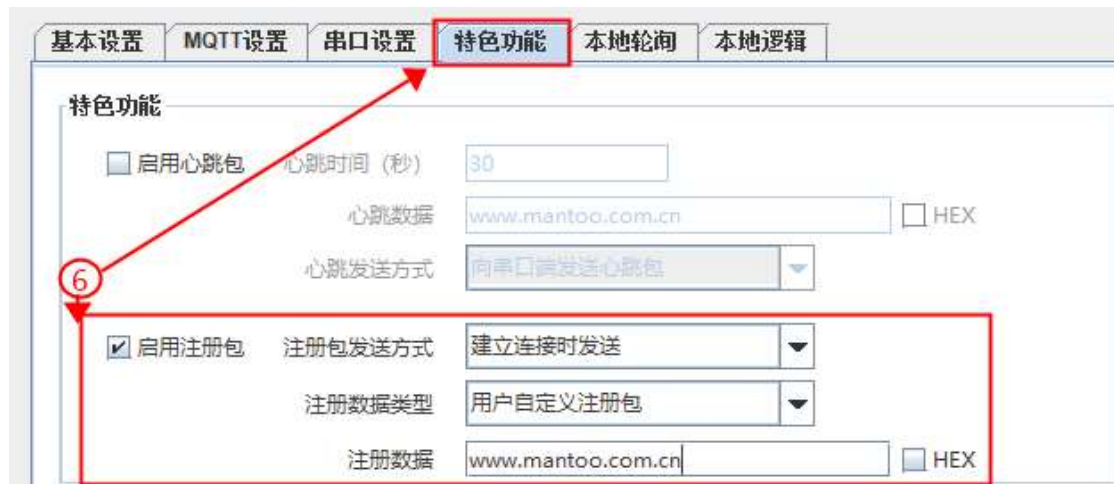 基本设置 MQTT设置 串口设置 特色功能 本地轮询 本地逻辑
特色功能
启用心跳包 心跳时间（秒） 30
心跳数据 www.mantoo.com.cn HEX
心跳发送方式 向串口端发送心跳包
6
启用注册包 注册包发送方式 建立连接时发送
注册数据类型 用户自定义注册包
注册数据 www.mantoo.com.cn HEX